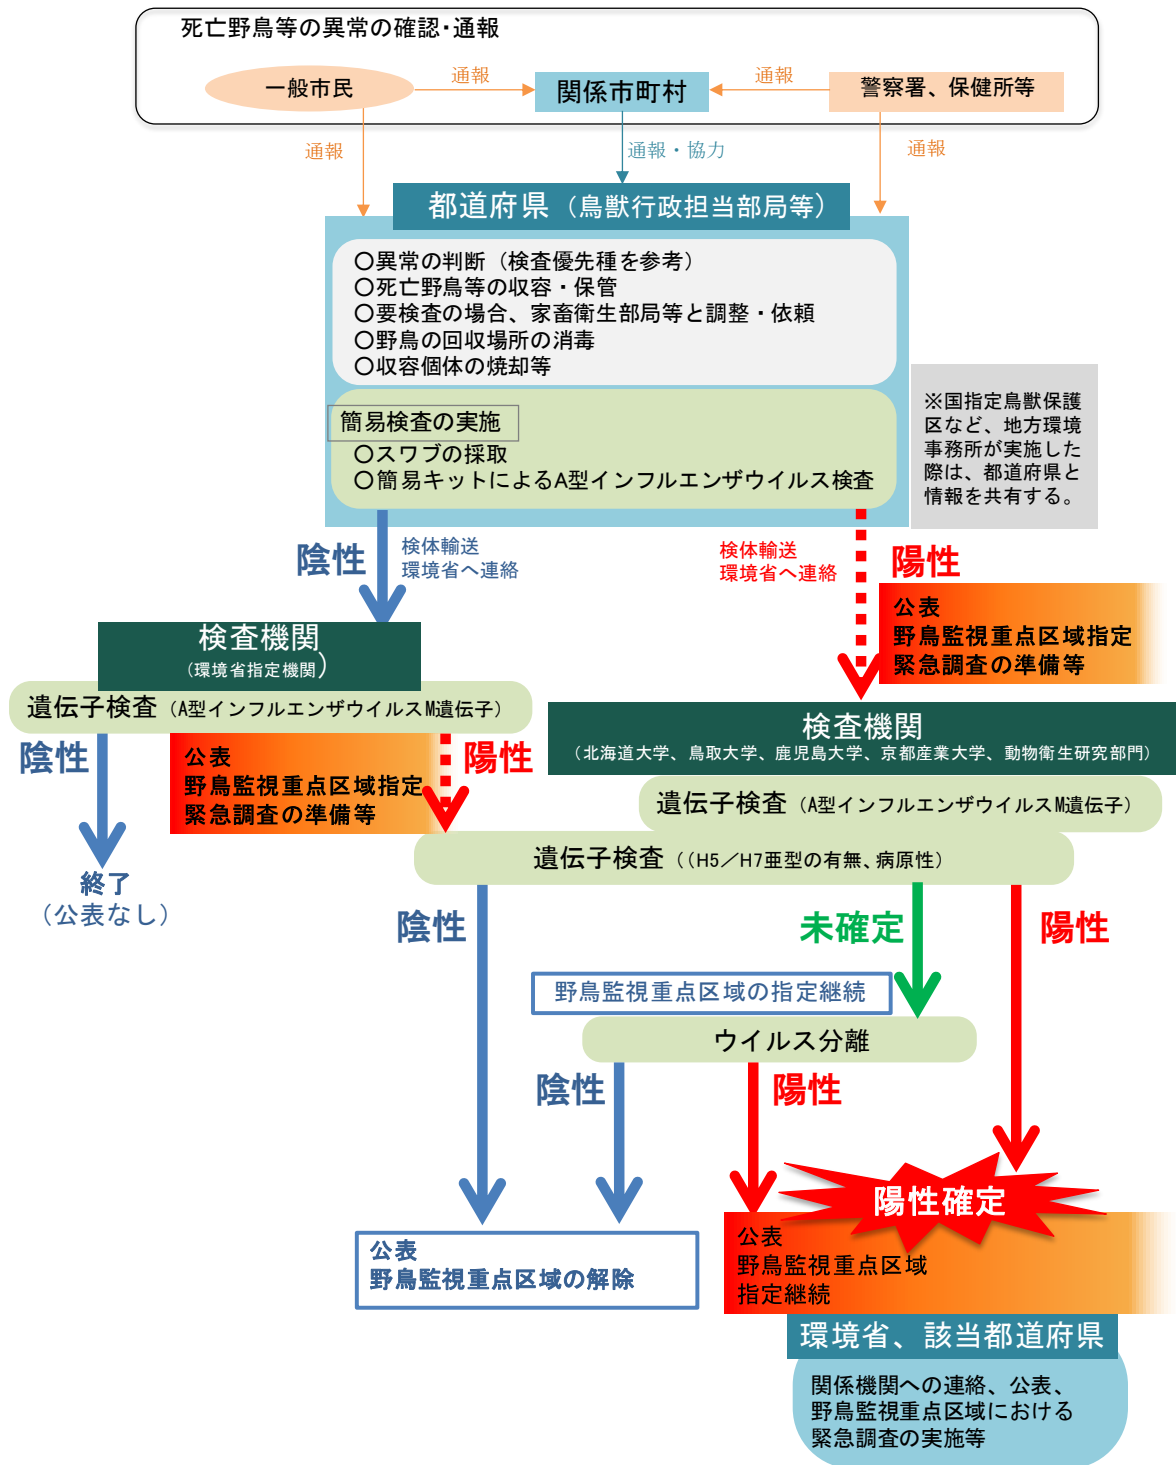 死亡野鳥等の異常の確認・通報
一般市民
通報
関係市町村
通報
警察署、保健所等
通報
通報・協力
通報
都道府県（鳥獣行政担当部局等）
〇異常の判断（検査優先種を参考）
〇死亡野鳥等の収容・保管
〇要検査の場合、家畜衛生部局等と調整・依頼
〇野鳥の回収場所の消毒
〇収容個体の焼却等
簡易検査の実施
〇スワブの採取
〇簡易キットによるA型インフルエンザウイルス検査
※国指定鳥獣保護
区など、地方環境
事務所が実施した
際は、都道府県と
情報を共有する。
陰性
検体輸送
環境省へ連絡
検体輸送
環境省へ連絡
陽性
公表
野鳥監視重点区域指定
緊急調査の準備等
検査機関
（環境省指定機関）
遺伝子検査（A型インフルエンザウイルスM遺伝子）
陰性
公表
野鳥監視重点区域指定
緊急調査の準備等
陽性
検査機関
（北海道大学、鳥取大学、鹿児島大学、京都産業大学、動物衛生研究部門）
遺伝子検査（A型インフルエンザウイルスM遺伝子）
遺伝子検査（（H5／H7亜型の有無、病原性）
終了
（公表なし）
陰性
未確定
陽性
野鳥監視重点区域の指定継続
ウイルス分離
陰性
陽性
陽性確定
公表
野鳥監視重点区域の解除
公表
野鳥監視重点区域
指定継続
環境省、該当都道府県
関係機関への連絡、公表、
野鳥監視重点区域における
緊急調査の実施等